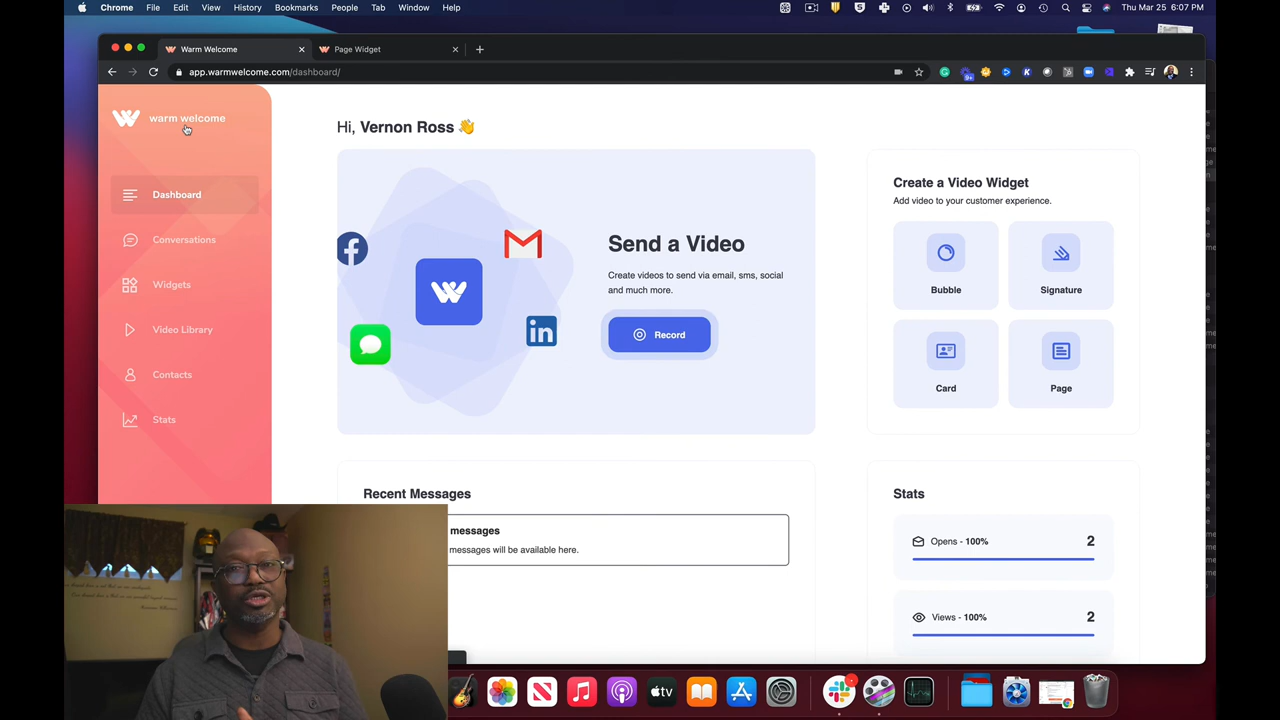 Chrome File Edit View History Bookmarks People Tab Window Help
Thu Mar 25 6:07 PM
Warm Welcome
Page Widget
app.warmwelcome.com/dashboard/
warm welcome
Dashboard
Conversations
Widgets
Video Library
Contacts
Stats
Hi, Vernon Ross 👋
Send a Video
Create videos to send via email, sms, social
and much more.
Record
Create a Video Widget
Add video to your customer experience.
Bubble
Signature
Card
Page
Recent Messages
messages
messages will be available here.
Stats
Opens - 100%
2
Views - 100%
2